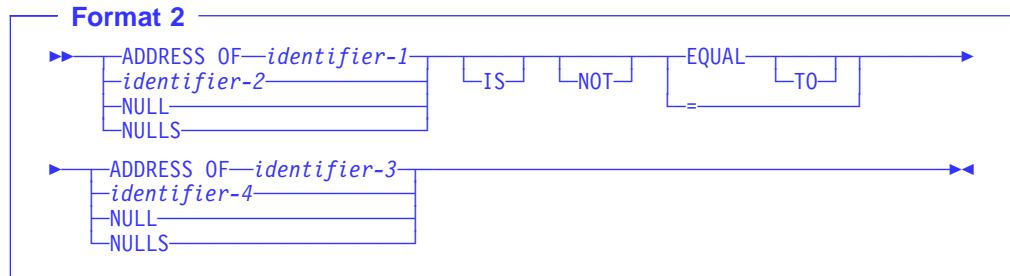 Format 2
ADDRESS OF identifier-1 EQUAL
identifier-2 IS NOT TO
NULL =
NULLS
ADDRESS OF identifier-3
identifier-4
NULL
NULLS